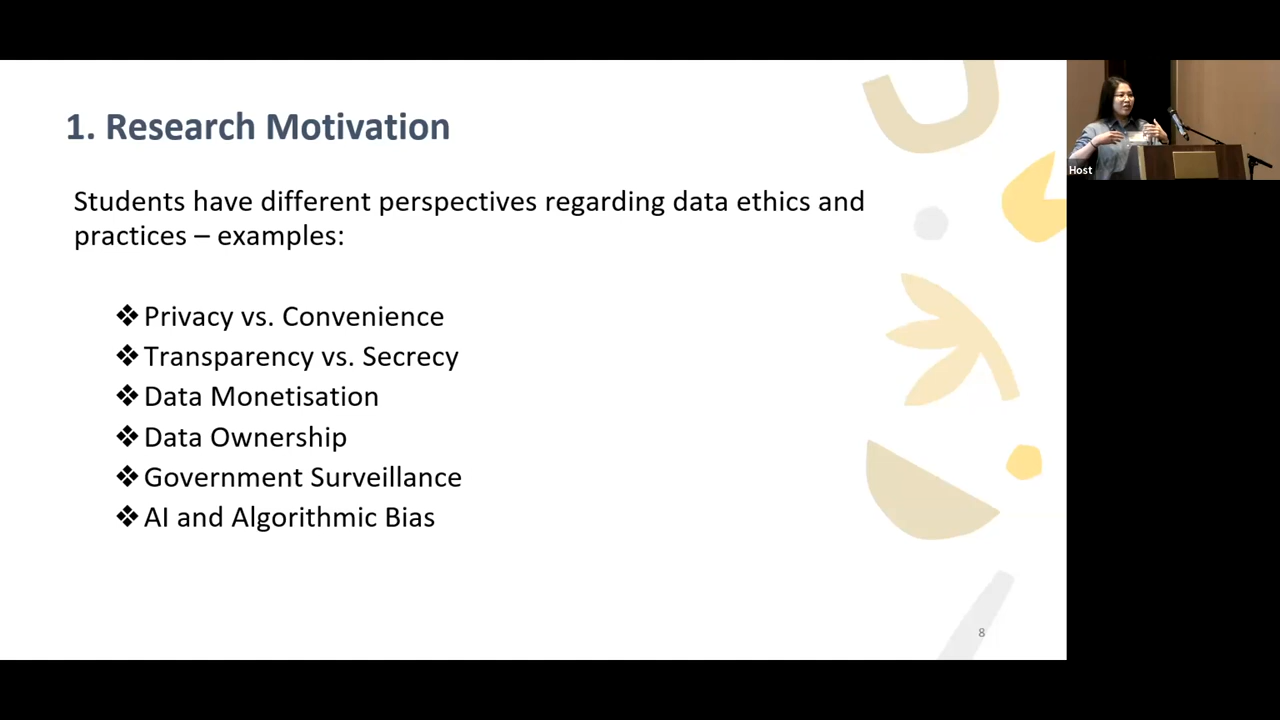 1. Research Motivation
Students have different perspectives regarding data ethics and
practices – examples:
❖ Privacy vs. Convenience
❖ Transparency vs. Secrecy
❖ Data Monetisation
❖ Data Ownership
❖ Government Surveillance
❖ AI and Algorithmic Bias
8
Host